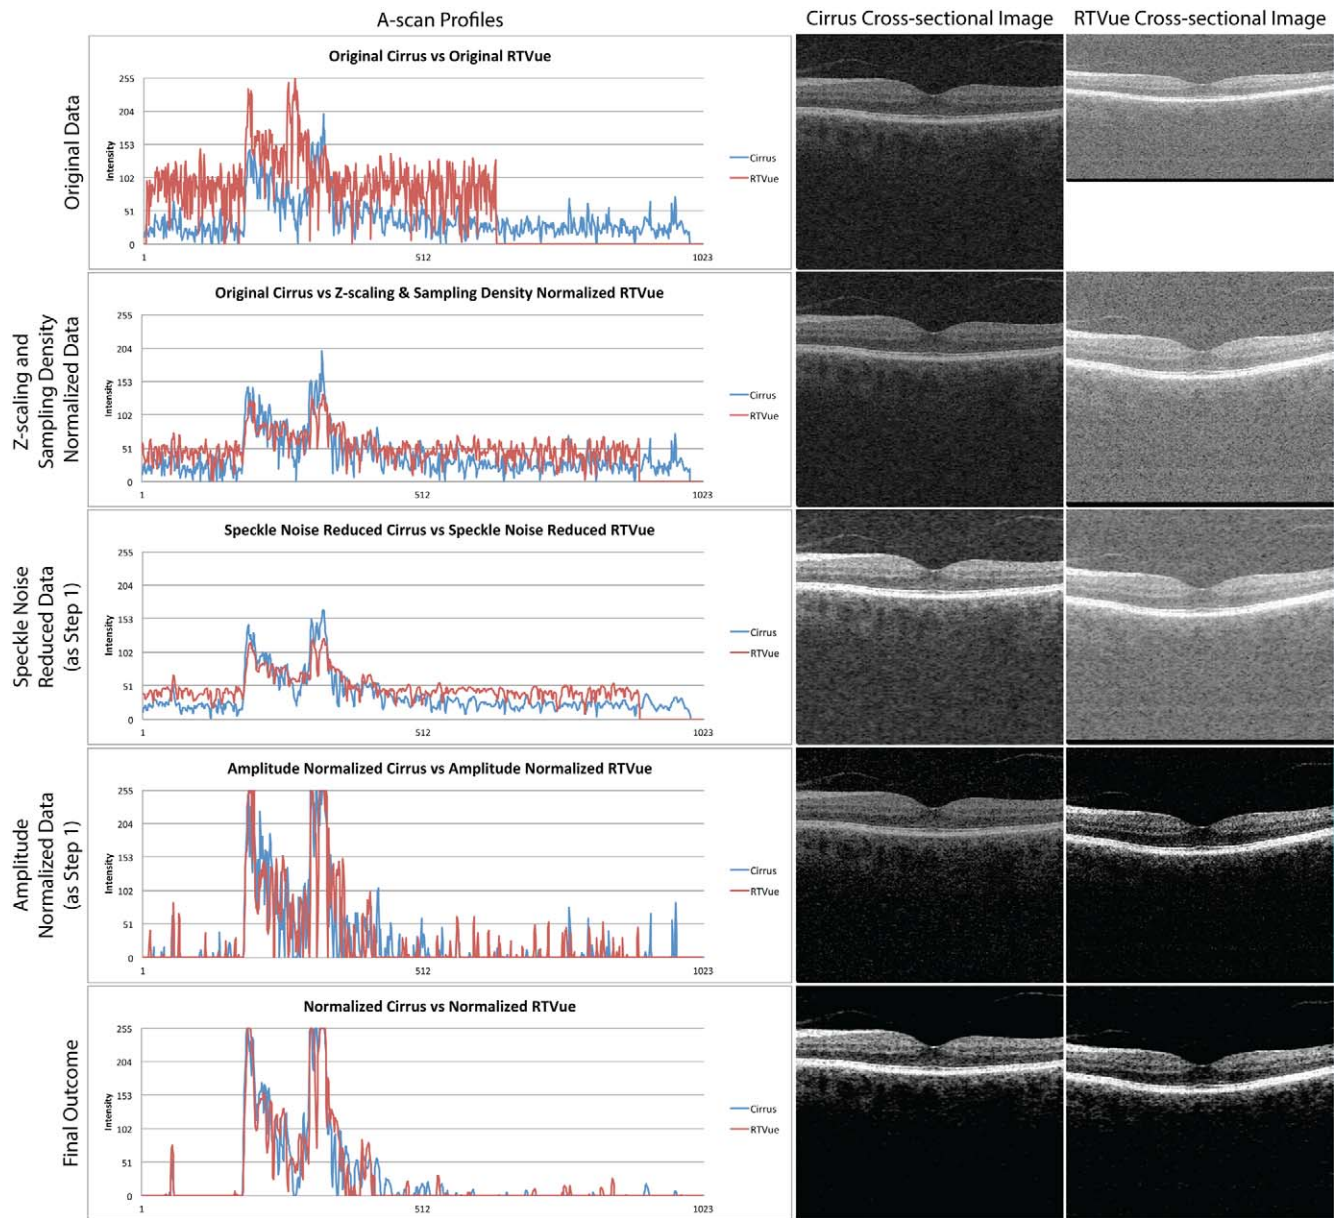 A-scan Profiles
Cirrus Cross-sectional Image
RTVue Cross-sectional Image
Original Data
Original Cirrus vs Original RTVue
Intensity
255
204
153
102
51
0
1
512
1023
Cirrus
RTVue
Z-scaling and
Sampling Density
Normalized Data
Original Cirrus vs Z-scaling & Sampling Density Normalized RTVue
Intensity
255
204
153
102
51
0
1
512
1023
Cirrus
RTVue
Speckle Noise
Reduced Data
(as Step 1)
Speckle Noise Reduced Cirrus vs Speckle Noise Reduced RTVue
Intensity
255
204
153
102
51
0
1
512
1023
Cirrus
RTVue
Amplitude
Normalized Data
(as Step 1)
Amplitude Normalized Cirrus vs Amplitude Normalized RTVue
Intensity
255
204
153
102
51
0
1
512
1023
Cirrus
RTVue
Final Outcome
Normalized Cirrus vs Normalized RTVue
Intensity
255
204
153
102
51
0
1
512
1023
Cirrus
RTVue